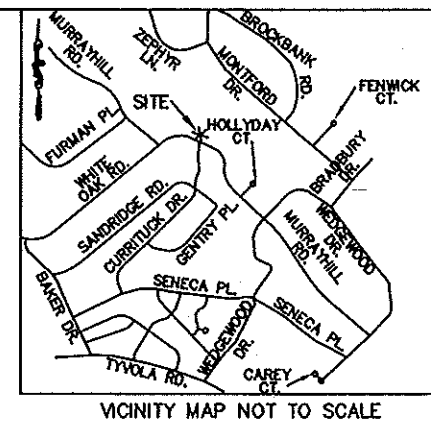 MURRAYHILL
RD.
ZEPHYR
LN.
BROCKBANK
RD
MONTFORD
DR.
FENWICK
CT.
SITE
HOLLYDAY
CT.
FURMAN PL.
WHITE
OAK RD.
BRADBURY
DR.
SANDRIDGE RD.
CURRITUCK DR.
GENTRY PL.
WEDGEWOOD
DR.
MURRAYHILL
RD.
BAKER DR.
SENECA PL.
SENECA PL.
WEDGEWOOD
DR.
TYVOLA RD.
CAREY
CT.
VICINITY MAP NOT TO SCALE